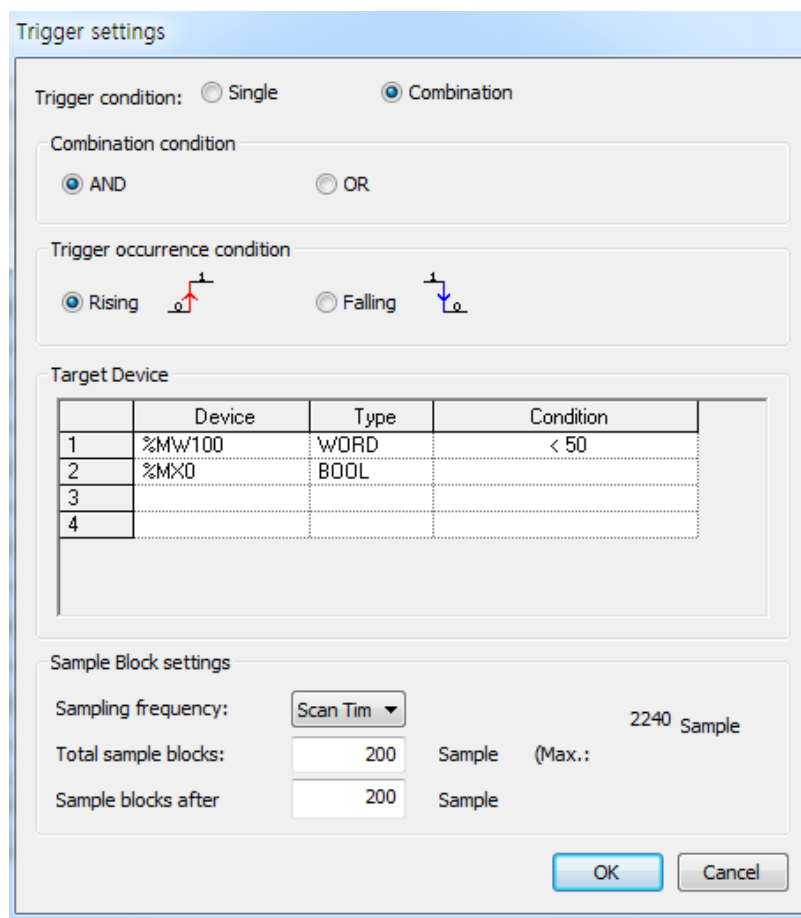 Trigger settings
Trigger condition: Single Combination
Combination condition
AND OR
Trigger occurrence condition
Rising 0 1 Falling 1 0
Target Device
Device Type Condition
1 %MW100 WORD < 50
2 %MX0 BOOL
3
4
Sample Block settings
Sampling frequency: Scan Tim 2240 Sample
Total sample blocks: 200 Sample (Max.:
Sample blocks after 200 Sample
OK Cancel